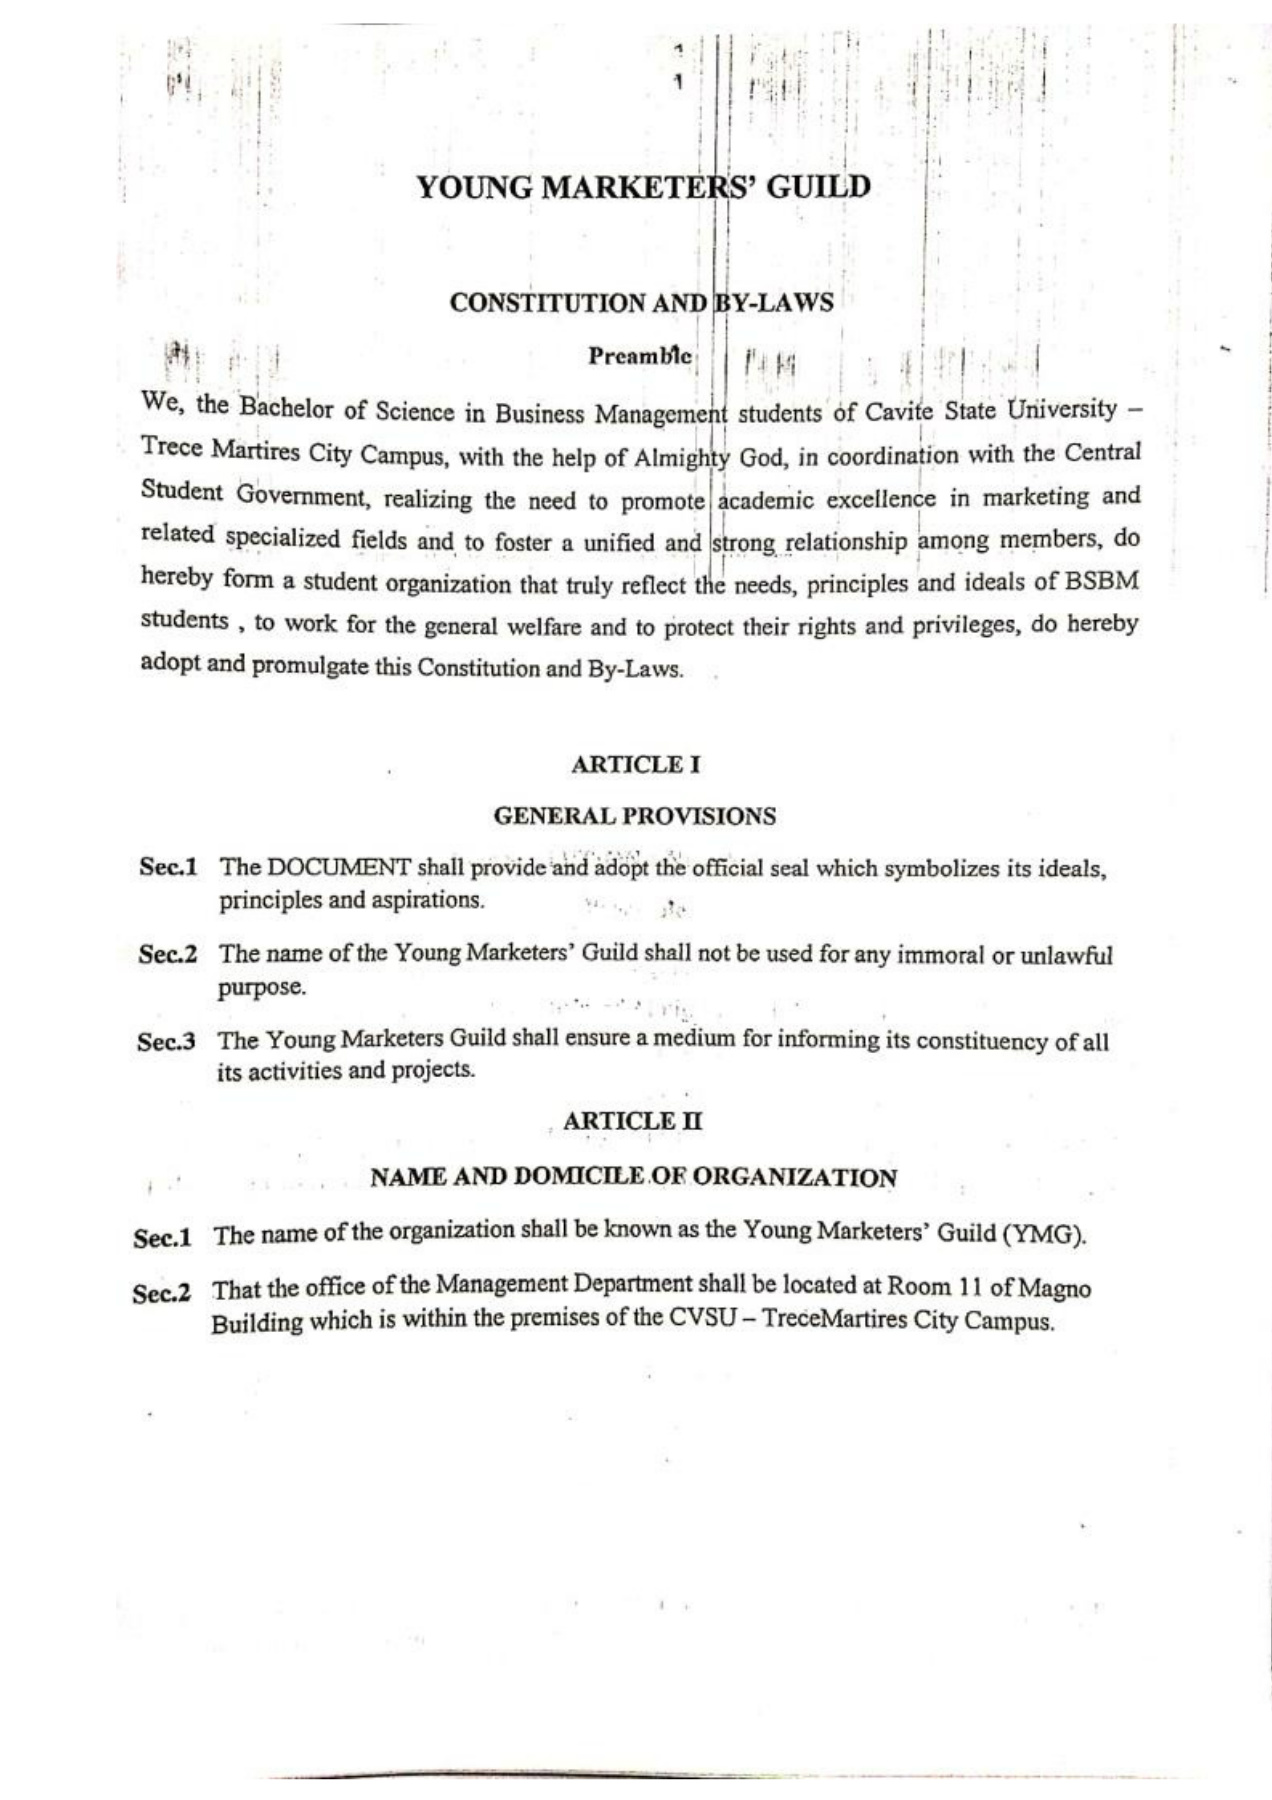 1
1
YOUNG MARKETERS’ GUILD
CONSTITUTION AND BY-LAWS
Preamble
We, the Bachelor of Science in Business Management students of Cavite State University –
Trece Martires City Campus, with the help of Almighty God, in coordination with the Central
Student Government, realizing the need to promote academic excellence in marketing and
related specialized fields and to foster a unified and strong relationship among members, do
hereby form a student organization that truly reflect the needs, principles and ideals of BSBM
students , to work for the general welfare and to protect their rights and privileges, do hereby
adopt and promulgate this Constitution and By-Laws.
ARTICLE I
GENERAL PROVISIONS
Sec.1 The DOCUMENT shall provide and adopt the official seal which symbolizes its ideals,
principles and aspirations.
Sec.2 The name of the Young Marketers’ Guild shall not be used for any immoral or unlawful
purpose.
Sec.3 The Young Marketers Guild shall ensure a medium for informing its constituency of all
its activities and projects.
ARTICLE II
NAME AND DOMICILE OF ORGANIZATION
Sec.1 The name of the organization shall be known as the Young Marketers’ Guild (YMG).
Sec.2 That the office of the Management Department shall be located at Room 11 of Magno
Building which is within the premises of the CVSU – TreceMartires City Campus.